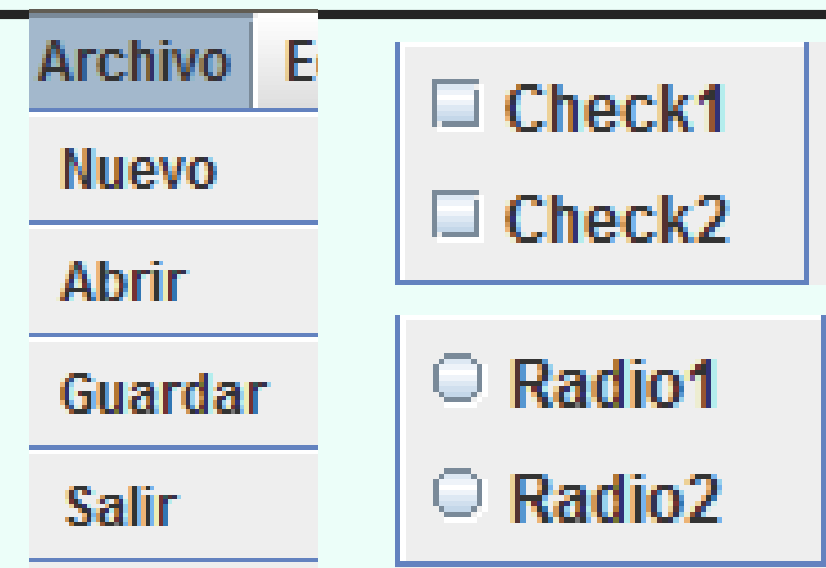 Archivo
Nuevo
Abrir
Guardar
Salir
Check1
Check2
Radio1
Radio2